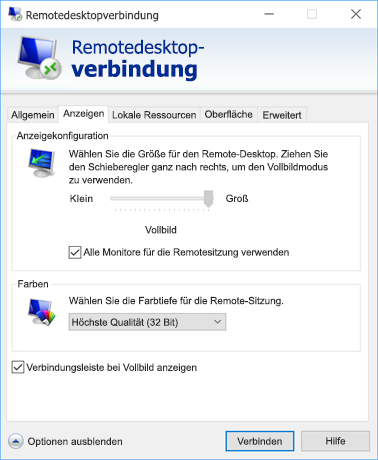 Remotedesktopverbindung
Remotedesktop-
verbindung
Allgemein Anzeigen Lokale Ressourcen Oberfläche Erweitert
Anzeigekonfiguration
Wählen Sie die Größe für den Remote-Desktop. Ziehen Sie
den Schieberegler ganz nach rechts, um den Vollbildmodus
zu verwenden.
Klein Groß
Vollbild
Alle Monitore für die Remotesitzung verwenden
Farben
Wählen Sie die Farbtiefe für die Remote-Sitzung.
Höchste Qualität (32 Bit)
Verbindungsleiste bei Vollbild anzeigen
Optionen ausblenden Verbinden Hilfe